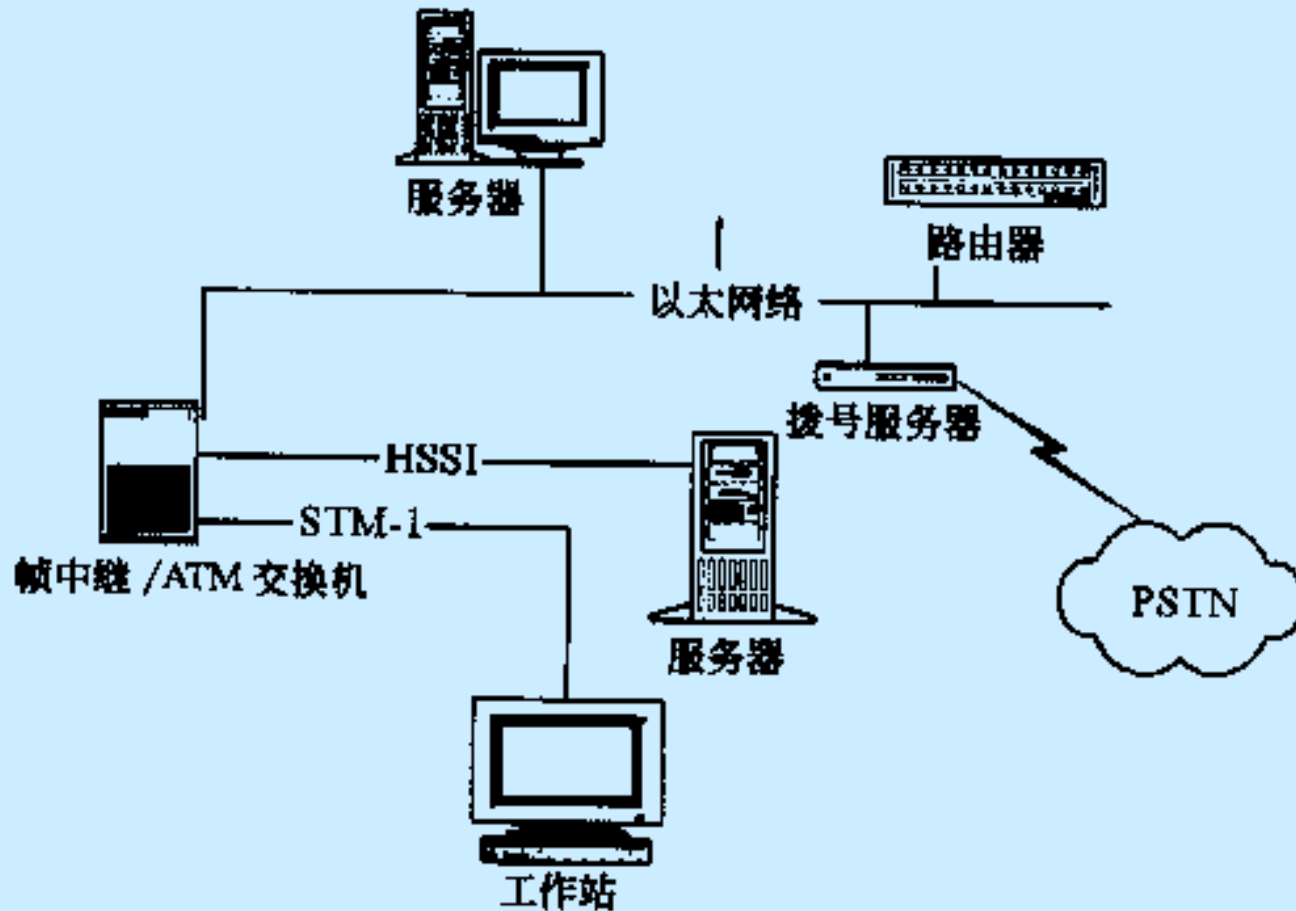 服务器
路由器
以太网络
拨号服务器
HSSI
STM-1
帧中继/ATM 交换机
服务器
PSTN
工作站